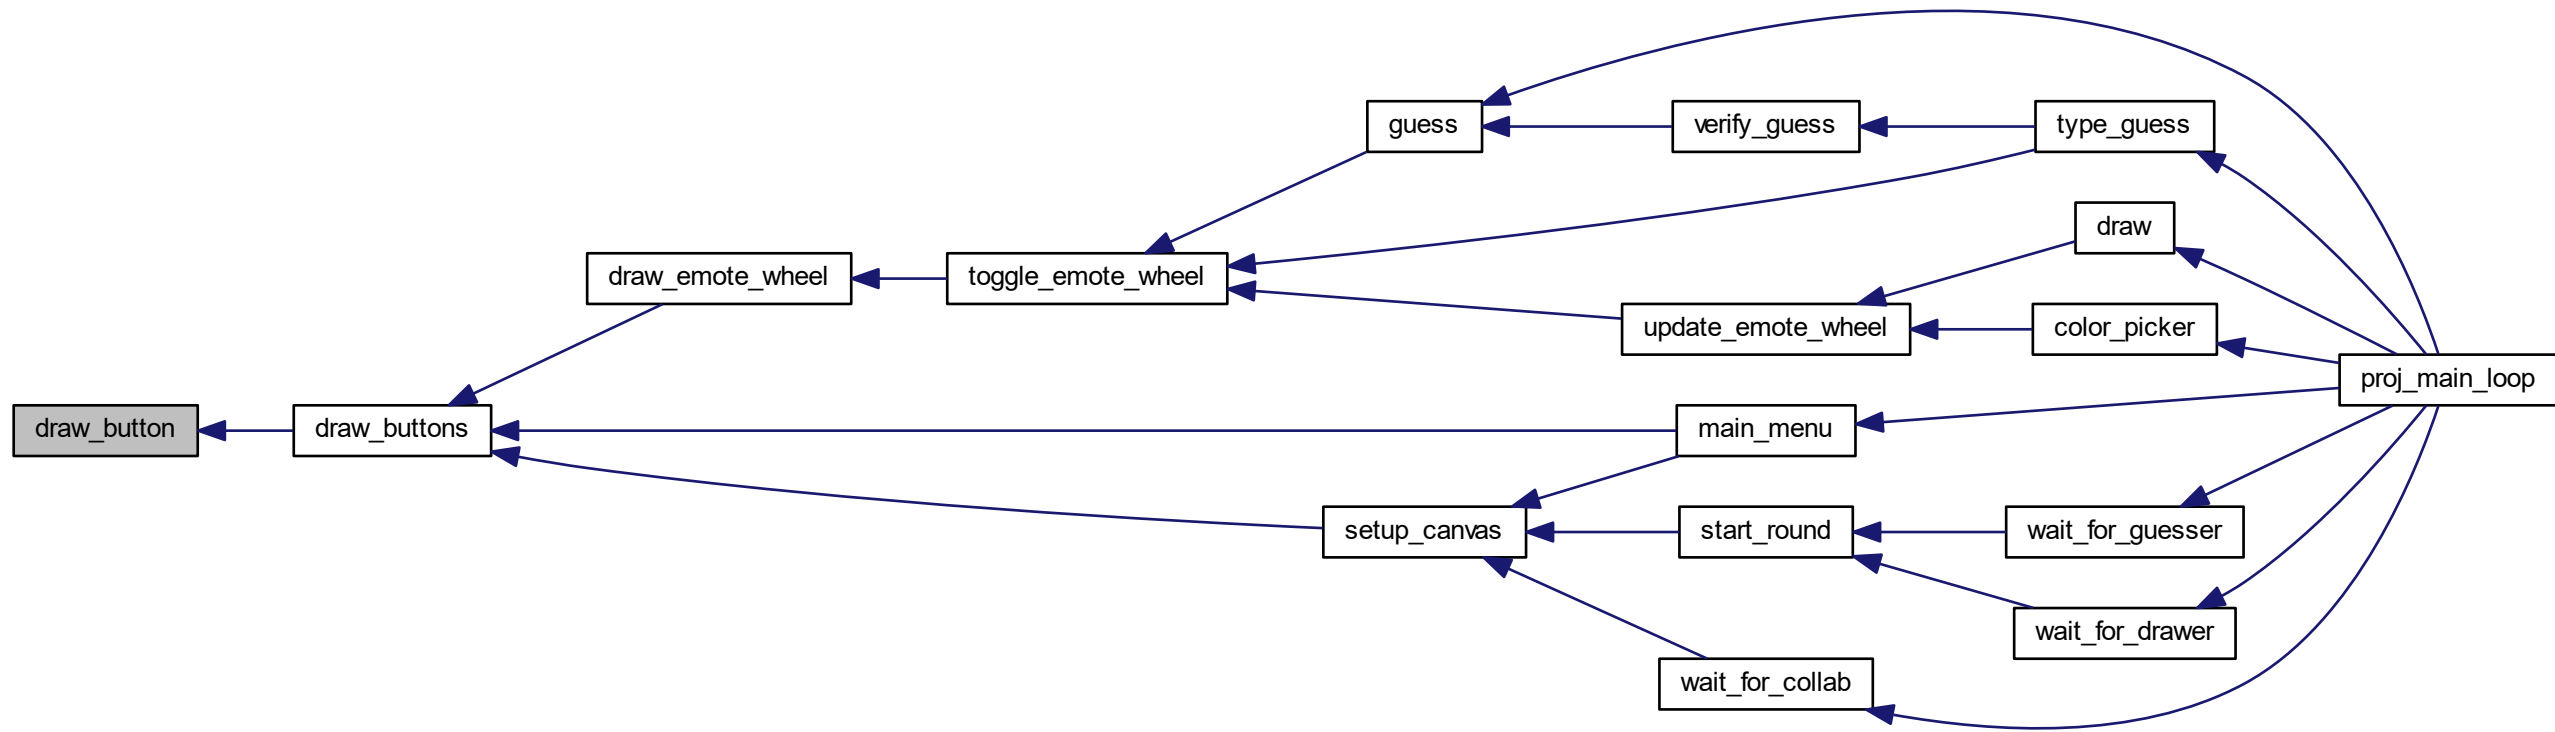 guess
verify_guess
type_guess
draw
draw_emote_wheel
toggle_emote_wheel
update_emote_wheel
color_picker
proj_main_loop
draw_button
draw_buttons
main_menu
setup_canvas
start_round
wait_for_guesser
wait_for_drawer
wait_for_collab